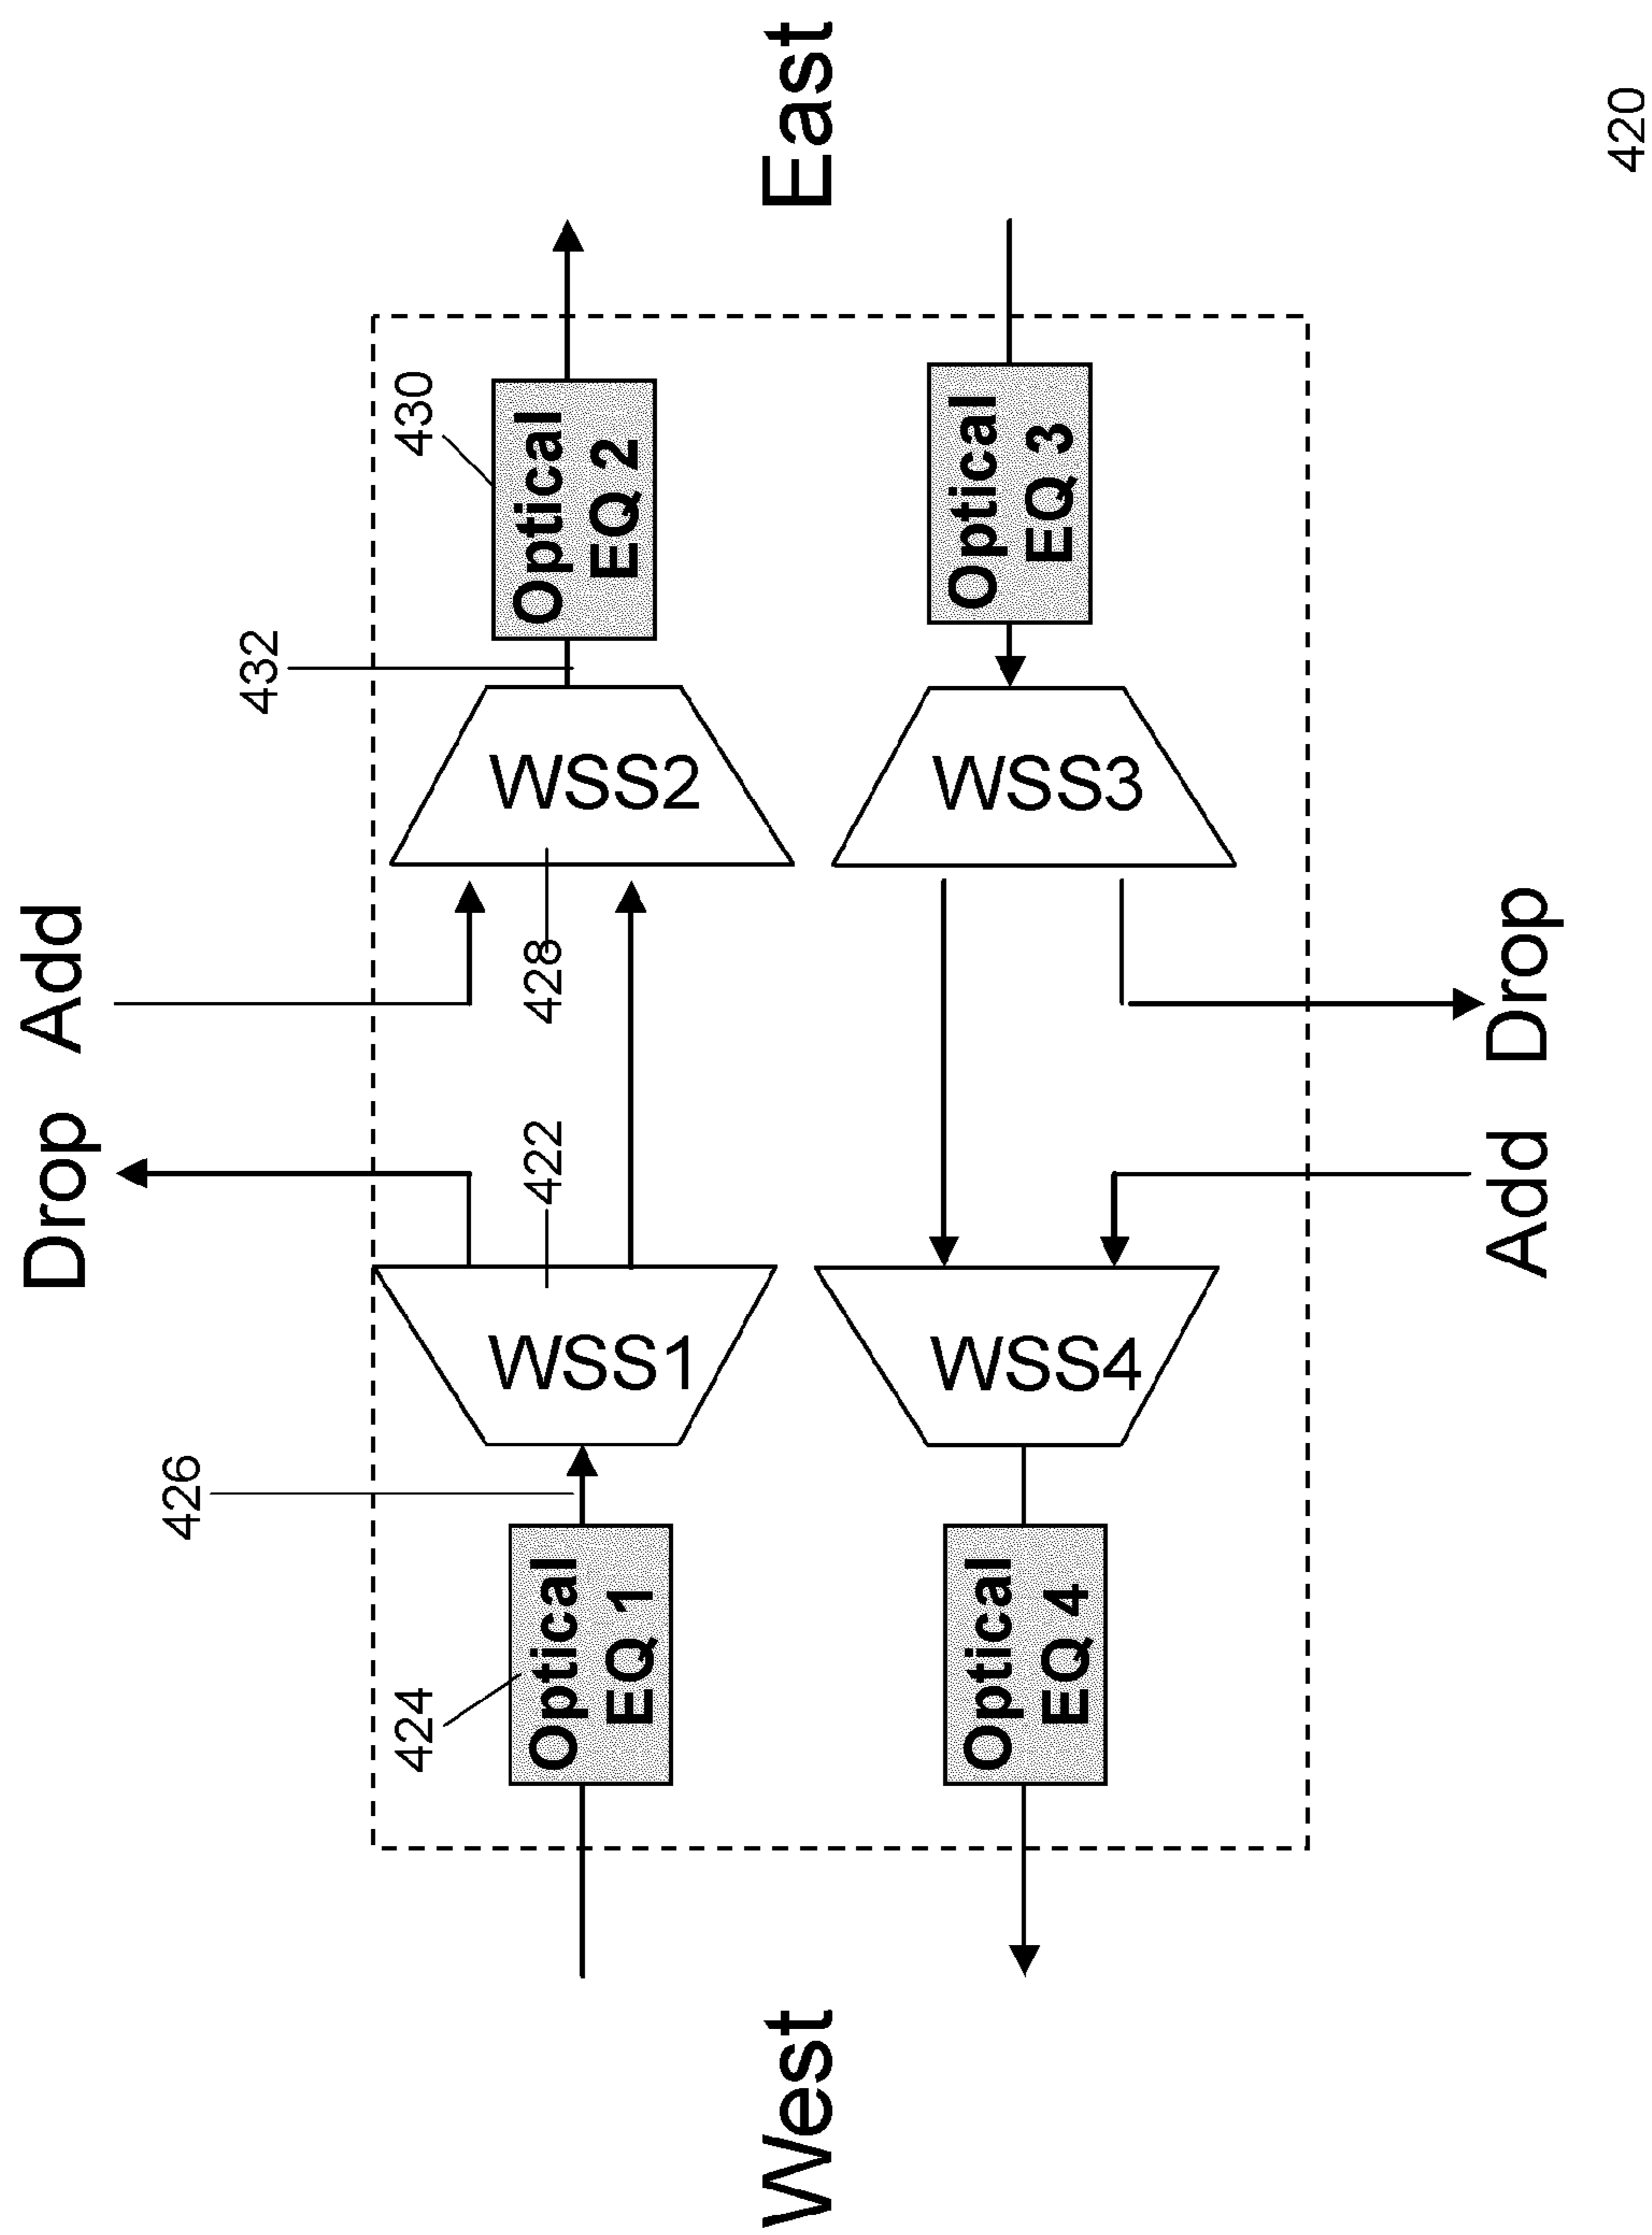 Drop Add
426
432
424
422
428
430
Optical
EQ 1
WSS1
WSS2
Optical
EQ 2
West
East
Optical
EQ 4
WSS4
WSS3
Optical
EQ 3
Add Drop
420